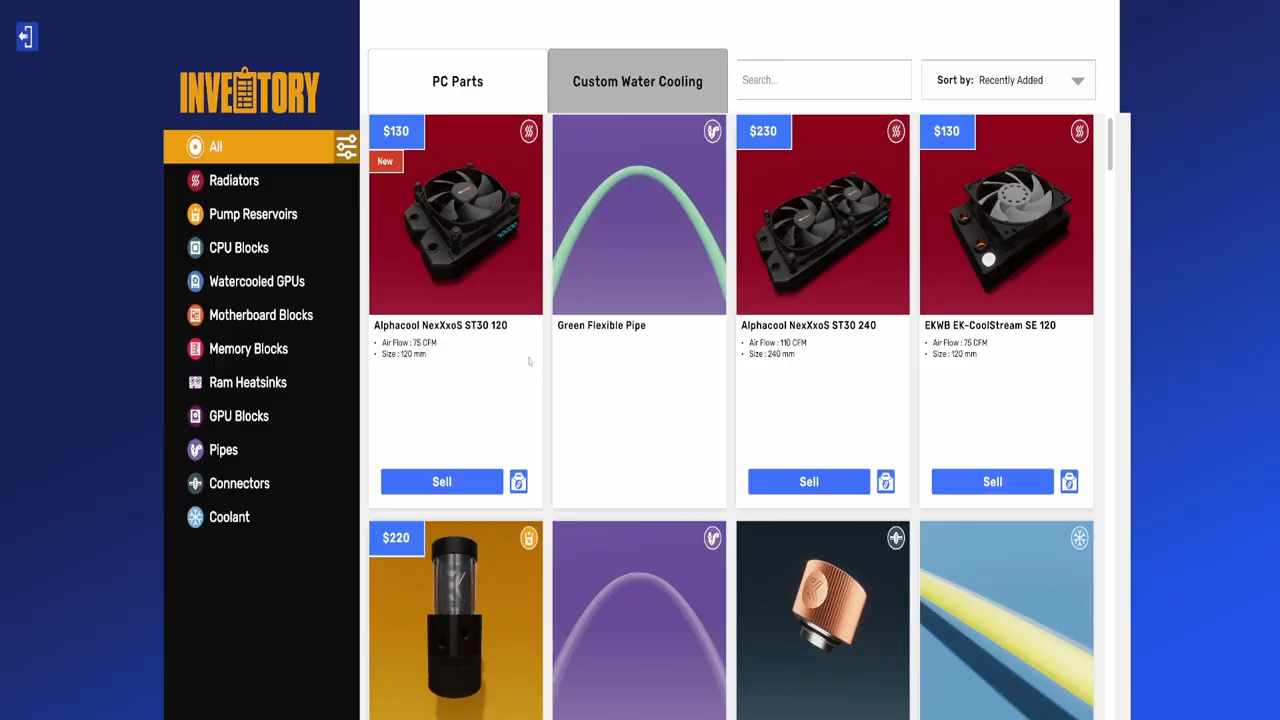 INVENTORY
PC Parts
Custom Water Cooling
Search...
Sort by: Recently Added
All
Radiators
Pump Reservoirs
CPU Blocks
Watercooled GPUs
Motherboard Blocks
Memory Blocks
Ram Heatsinks
GPU Blocks
Pipes
Connectors
Coolant
$130
New
Alphacool NexXxoS ST30 120
• Air Flow : 75 CFM
• Size : 120 mm
Sell
Green Flexible Pipe
$230
Alphacool NexXxoS ST30 240
• Air Flow : 110 CFM
• Size : 240 mm
Sell
$130
EKWB EK-CoolStream SE 120
• Air Flow : 75 CFM
• Size : 120 mm
Sell
$220